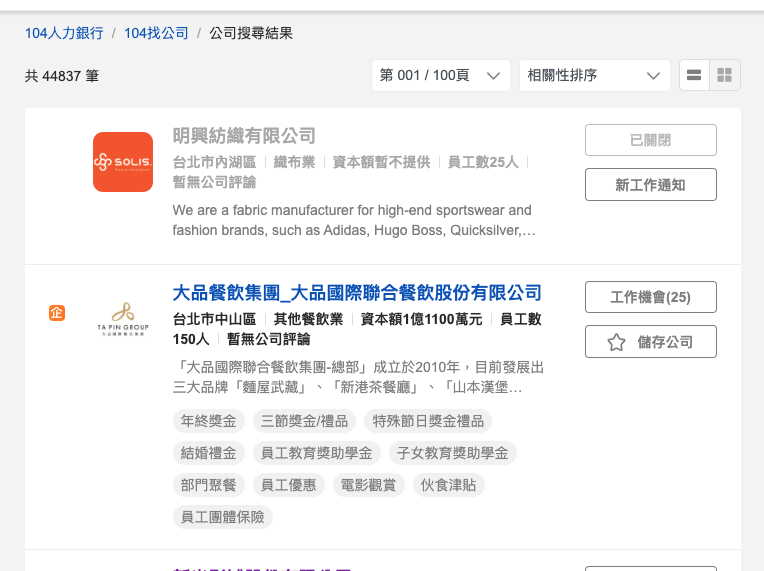 104人力銀行 / 104找公司 / 公司搜尋結果
共 44837 筆
第 001 / 100頁
相關性排序
SOLIS.
明興紡織有限公司
台北市內湖區 織布業 資本額暫不提供 員工數25人
暫無公司評論
We are a fabric manufacturer for high-end sportswear and
fashion brands, such as Adidas, Hugo Boss, Quicksilver,…
已關閉
新工作通知
企
TA PIN GROUP
大品餐飲集團_大品國際聯合餐飲股份有限公司
台北市中山區 其他餐飲業 資本額1億1100萬元 員工數
150人 暫無公司評論
「大品國際聯合餐飲集團-總部」成立於2010年，目前發展出
三大品牌「麵屋武藏」、「新港茶餐廳」、「山本漢堡…
年終獎金 三節獎金/禮品 特殊節日獎金禮品
結婚禮金 員工教育獎助學金 子女教育獎助學金
部門聚餐 員工優惠 電影觀賞 伙食津貼
員工團體保險
工作機會(25)
儲存公司